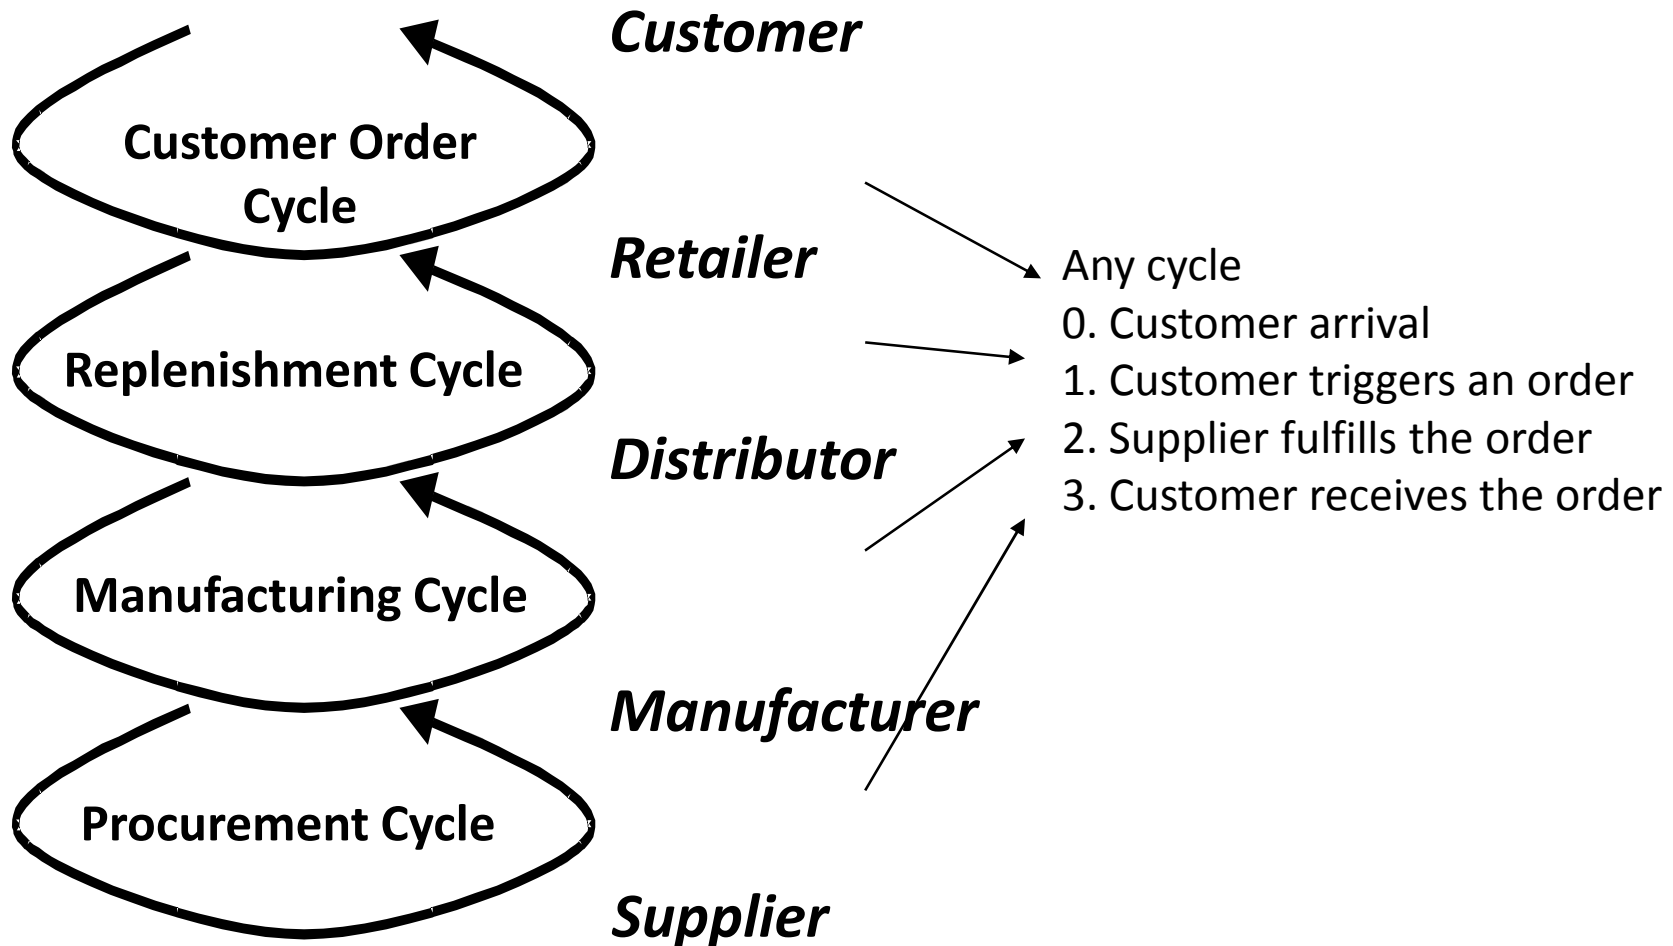 Customer
Customer Order
Cycle
Retailer
Replenishment Cycle
Distributor
Manufacturing Cycle
Manufacturer
Procurement Cycle
Supplier
Any cycle
0. Customer arrival
1. Customer triggers an order
2. Supplier fulfills the order
3. Customer receives the order